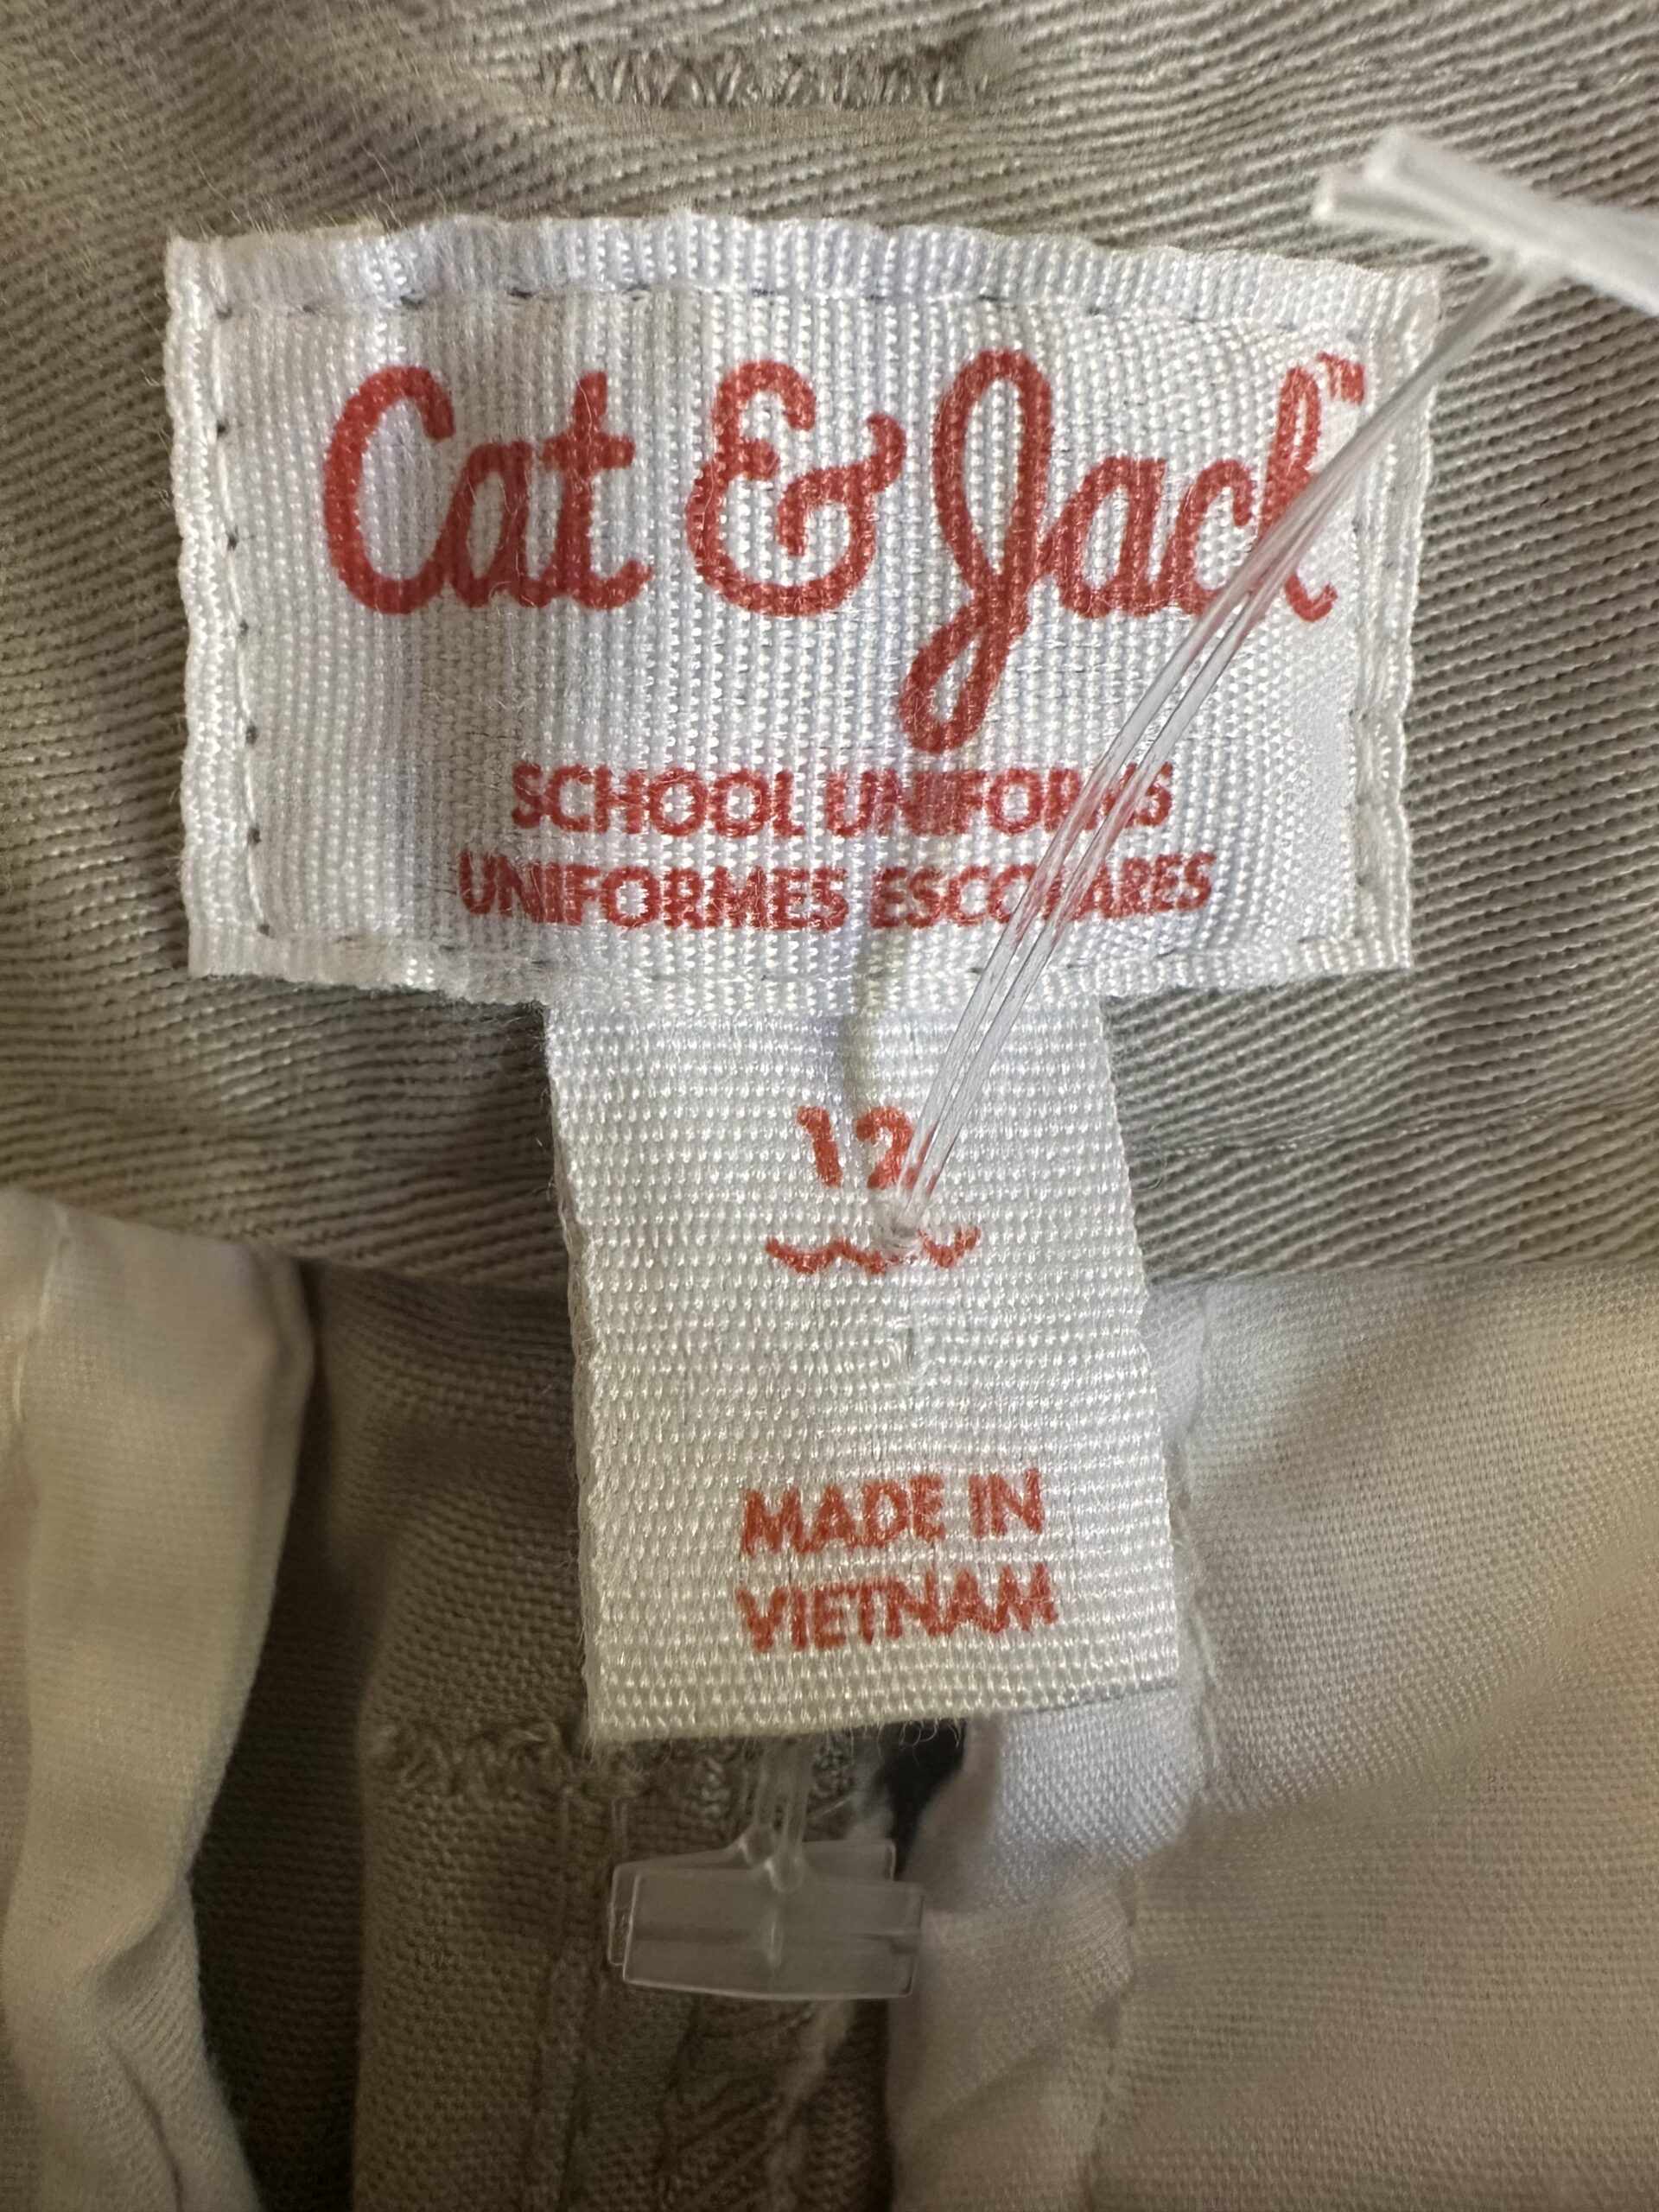 Cat & Jack™
SCHOOL UNIFORMS
UNIFORMES ESCOLARES
12
MADE IN
VIETNAM